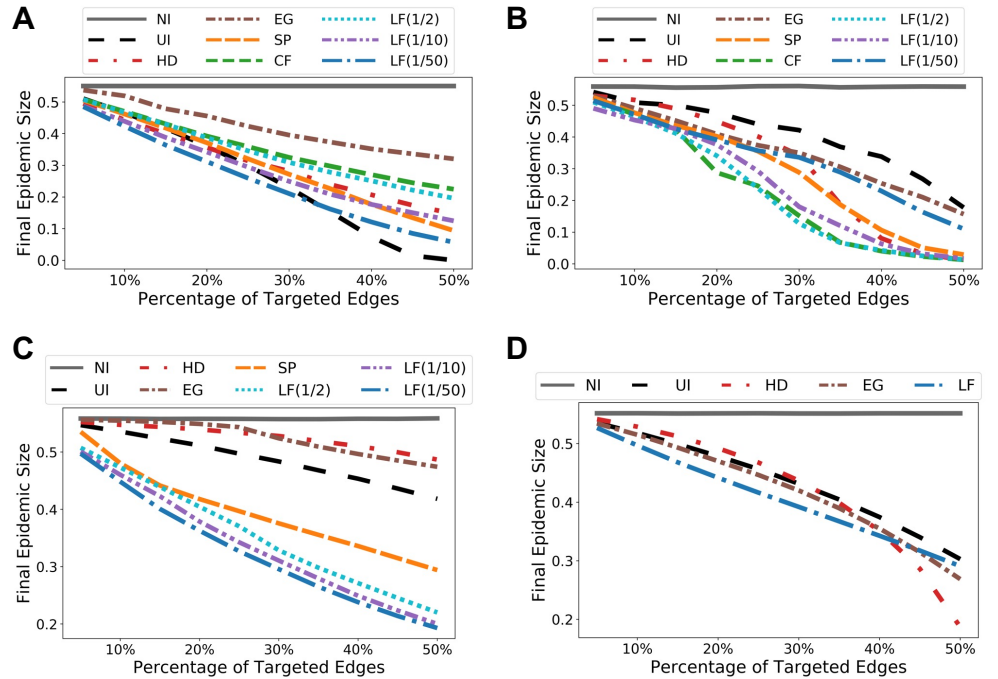 A
NI EG LF(1/2)
UI SP LF(1/10)
HD CF LF(1/50)
Final Epidemic Size
0.5
0.4
0.3
0.2
0.1
0.0
10% 20% 30% 40% 50%
Percentage of Targeted Edges
B
NI EG LF(1/2)
UI SP LF(1/10)
HD CF LF(1/50)
Final Epidemic Size
0.5
0.4
0.3
0.2
0.1
0.0
10% 20% 30% 40% 50%
Percentage of Targeted Edges
C
NI HD SP LF(1/10)
UI EG LF(1/2) LF(1/50)
Final Epidemic Size
0.5
0.4
0.3
0.2
10% 20% 30% 40% 50%
Percentage of Targeted Edges
D
NI UI HD EG LF
Final Epidemic Size
0.5
0.4
0.3
0.2
10% 20% 30% 40% 50%
Percentage of Targeted Edges